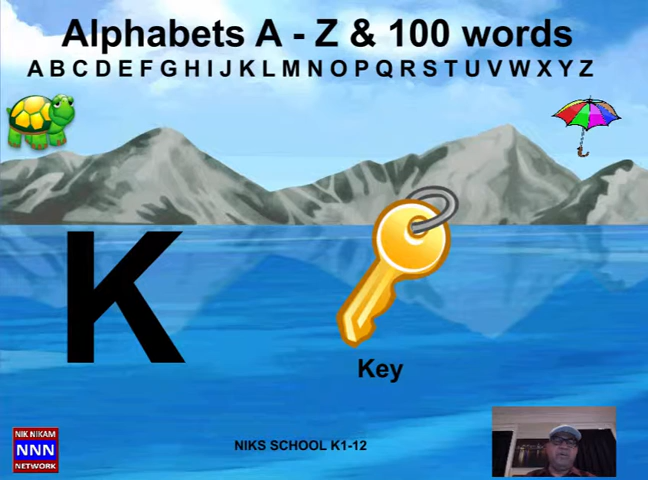 Alphabets A - Z & 100 words
A B C D E F G H I J K L M N O P Q R S T U V W X Y Z
K
Key
NIKS SCHOOL K1-12
NIK NIKAM
NNN
NETWORK